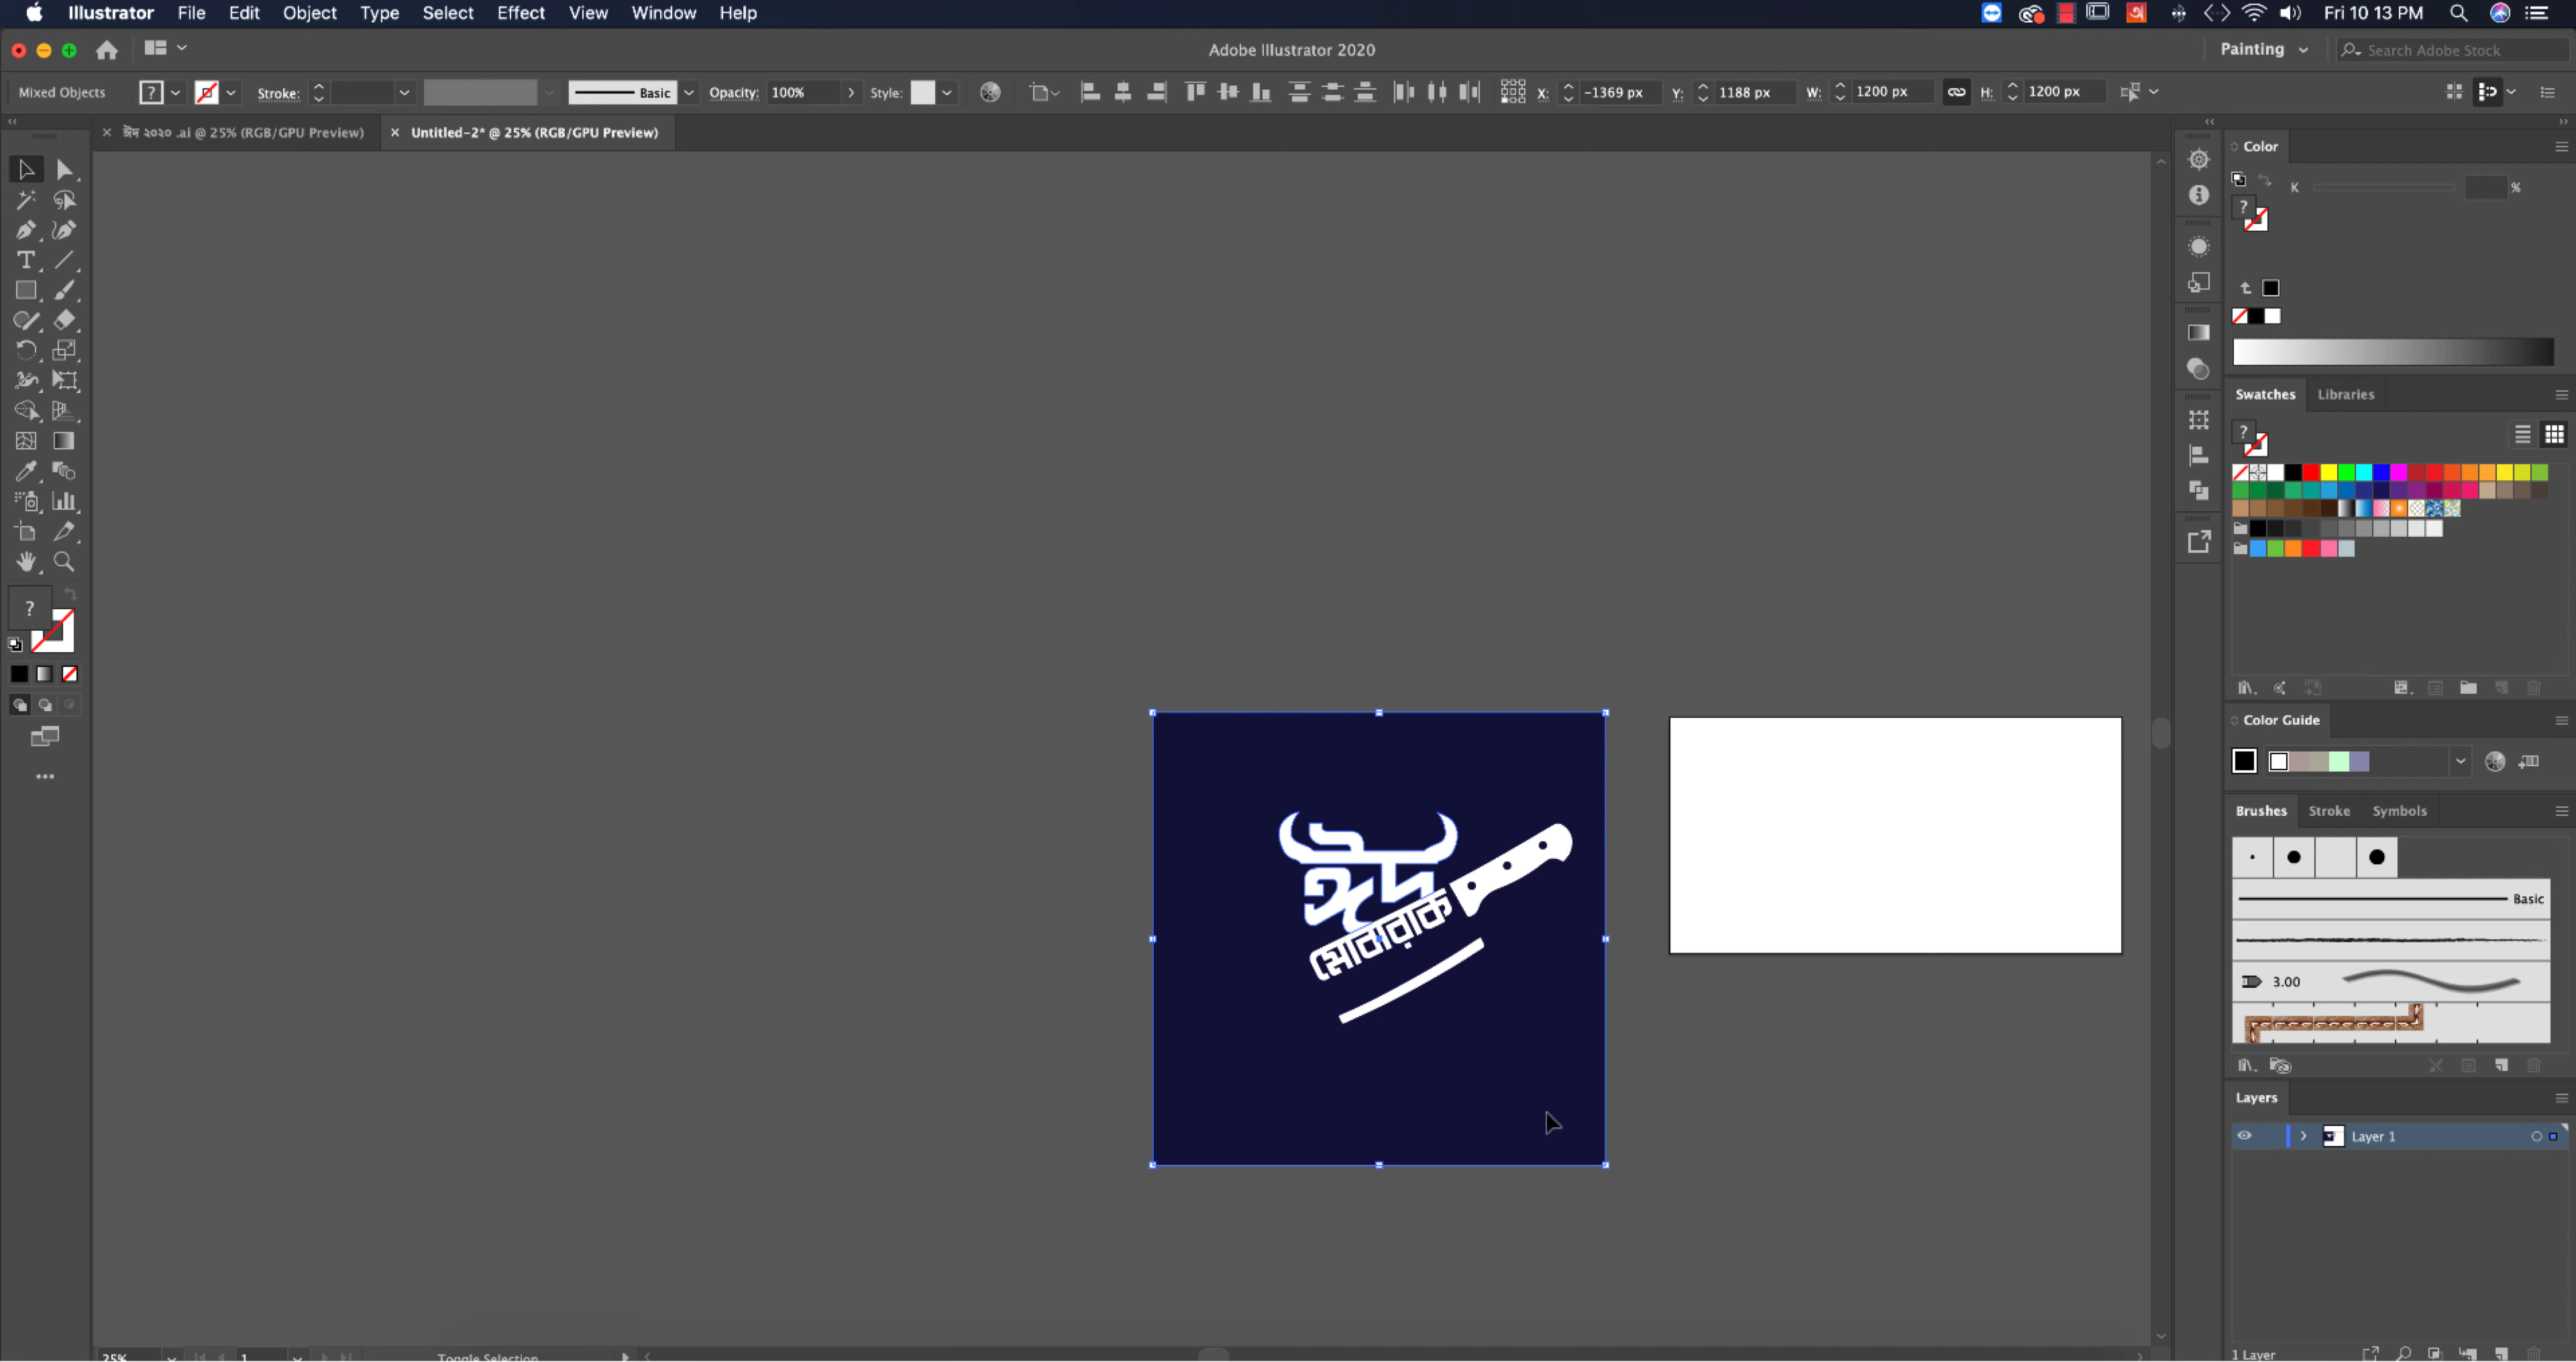 Illustrator File Edit Object Type Select Effect View Window Help Fri 10 13 PM
Adobe Illustrator 2020 Painting Search Adobe Stock
Mixed Objects ? Stroke: Basic Opacity: 100% Style: X: -1369 px Y: 1188 px W: 1200 px H: 1200 px
ঈদ ২০২০ .ai @ 25% (RGB/GPU Preview) Untitled-2* @ 25% (RGB/GPU Preview)
Color
K %
?
Swatches Libraries
?
?
Color Guide
Brushes Stroke Symbols
Basic
3.00
Layers
Layer 1
ঈদ
মোবারক
25% 1 Toggle Selection
1 Layer